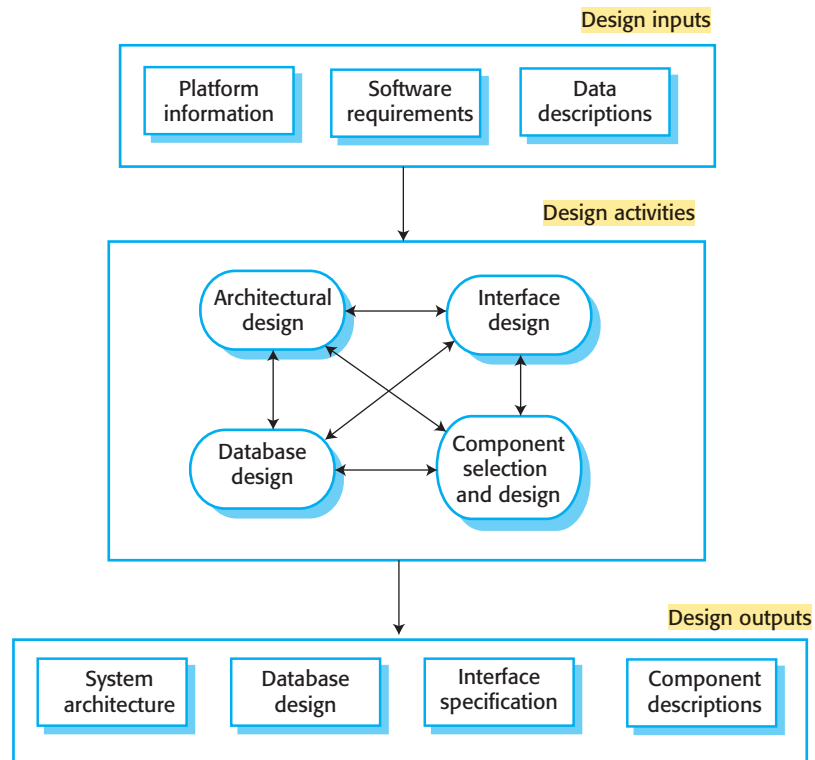 Design inputs
Platform
information
Software
requirements
Data
descriptions
Design activities
Architectural
design
Interface
design
Database
design
Component
selection
and design
Design outputs
System
architecture
Database
design
Interface
specification
Component
descriptions